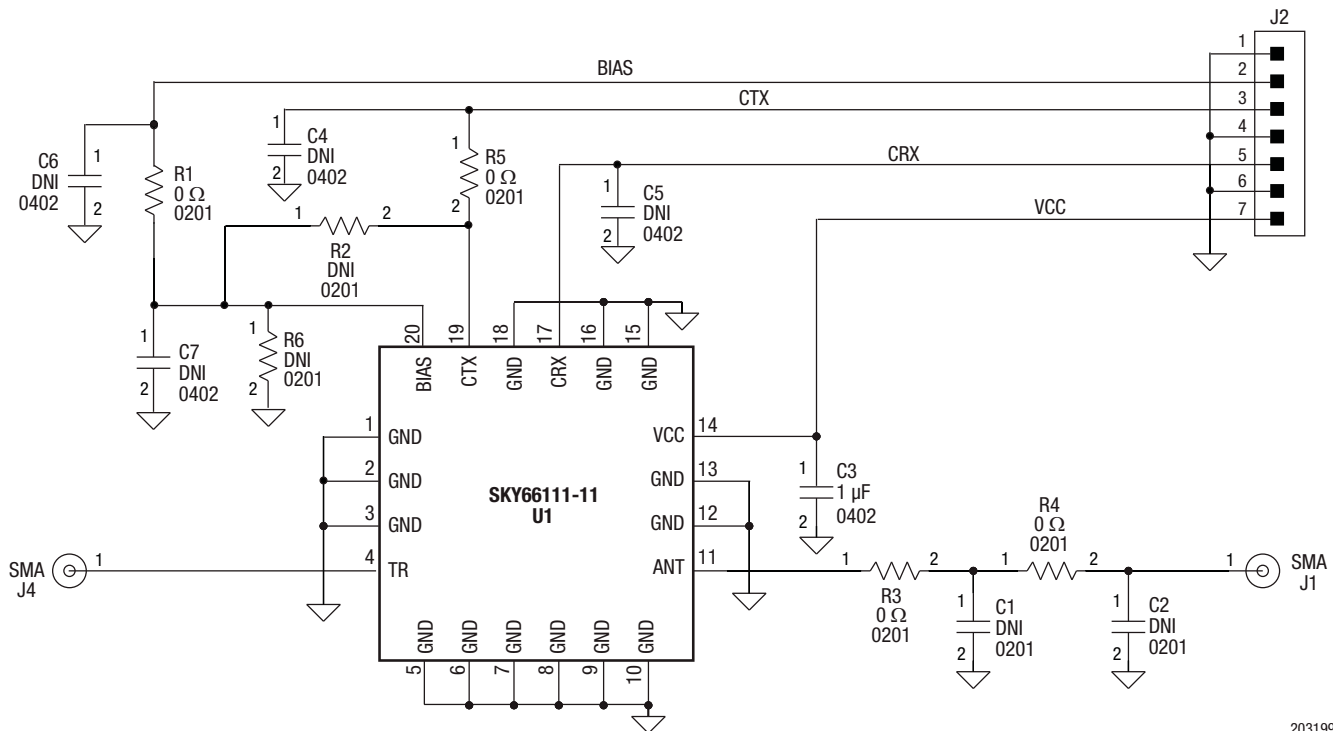 J2
1
BIAS
2
CTX
3
4
CRX
5
6
VCC
7
C6
DNI
0402
1
2
R1
0 Ω
0201
1
C4
DNI
0402
2
1
R5
0 Ω
0201
2
1
C5
DNI
0402
2
1
2
R2
DNI
0201
1
C7
DNI
0402
2
1
R6
DNI
0201
2
20
19
18
17
16
15
BIAS
CTX
GND
CRX
GND
GND
1
GND
2
GND
3
GND
4
TR
SKY66111-11
U1
VCC
14
GND
13
GND
12
ANT
11
1
C3
1 µF
0402
2
SMA
J4
1
1
2
R3
0 Ω
0201
R4
0 Ω
0201
1
2
1
C1
DNI
0201
2
1
C2
DNI
0201
2
1
SMA
J1
GND
GND
GND
GND
GND
GND
5
6
7
8
9
10
203199